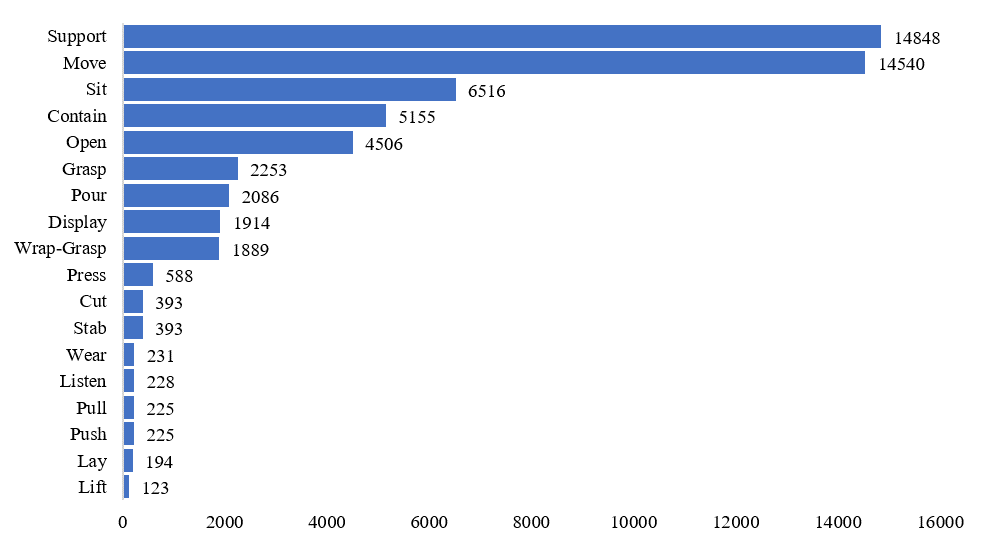 Support 14848
Move 14540
Sit 6516
Contain 5155
Open 4506
Grasp 2253
Pour 2086
Display 1914
Wrap-Grasp 1889
Press 588
Cut 393
Stab 393
Wear 231
Listen 228
Pull 225
Push 225
Lay 194
Lift 123
0 2000 4000 6000 8000 10000 12000 14000 16000